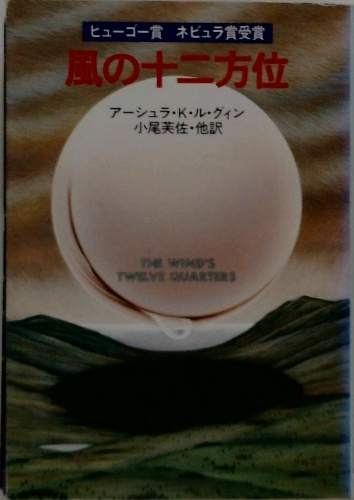 ヒューゴー賞 ネビュラ賞受賞
風の十二方位
アーシュラ・K・ル・グィン
小尾芙佐・他訳
THE WIND'S
TWELVE QUARTERS